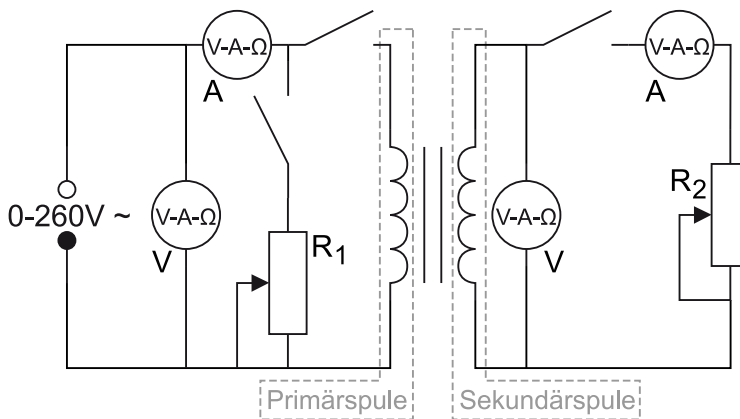 V-A-Ω
A
V-A-Ω
A
0-260V ~
V-A-Ω
V
R1
V-A-Ω
V
R2
Primärspule
Sekundärspule